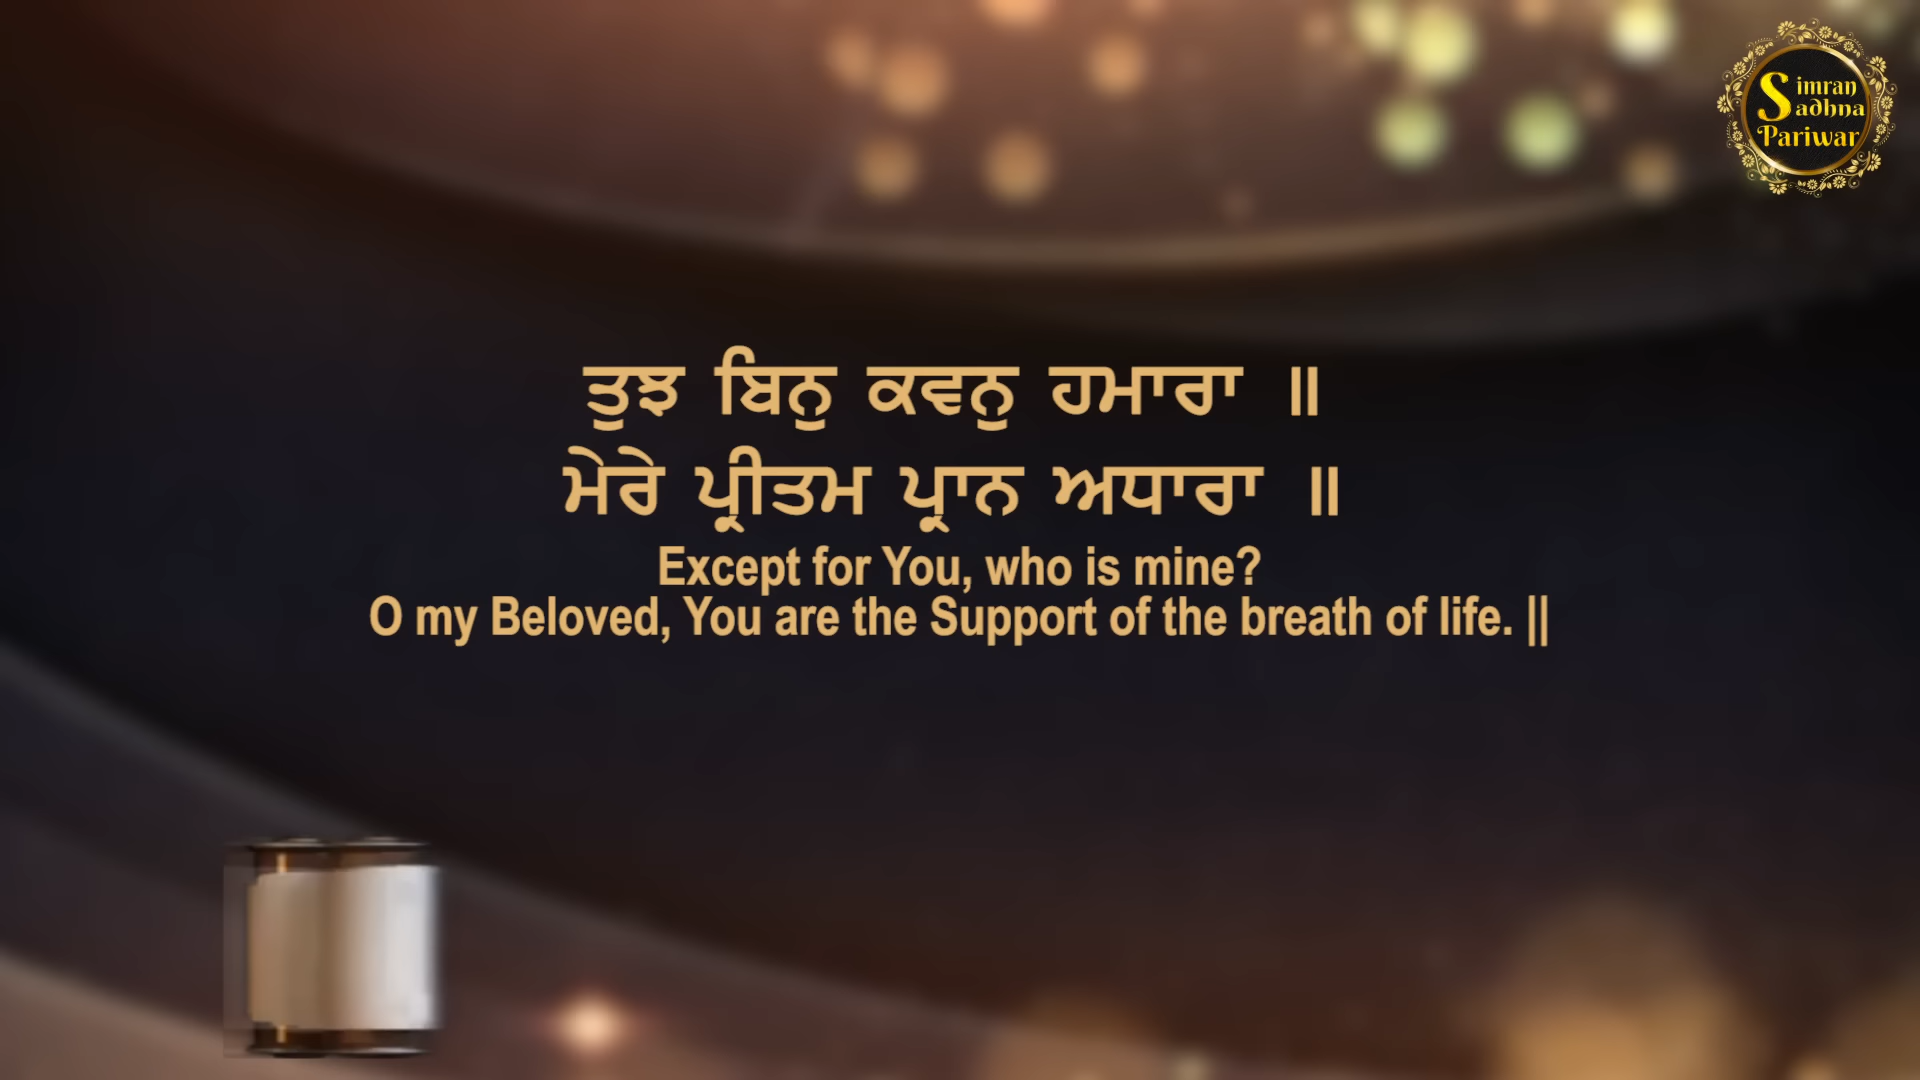 Simran
Sadhna
Pariwar
ਤੁਝ ਬਿਨੁ ਕਵਨੁ ਹਮਾਰਾ ॥
ਮੇਰੇ ਪ੍ਰੀਤਮ ਪ੍ਰਾਨ ਅਧਾਰਾ ॥
Except for You, who is mine?
O my Beloved, You are the Support of the breath of life. ||